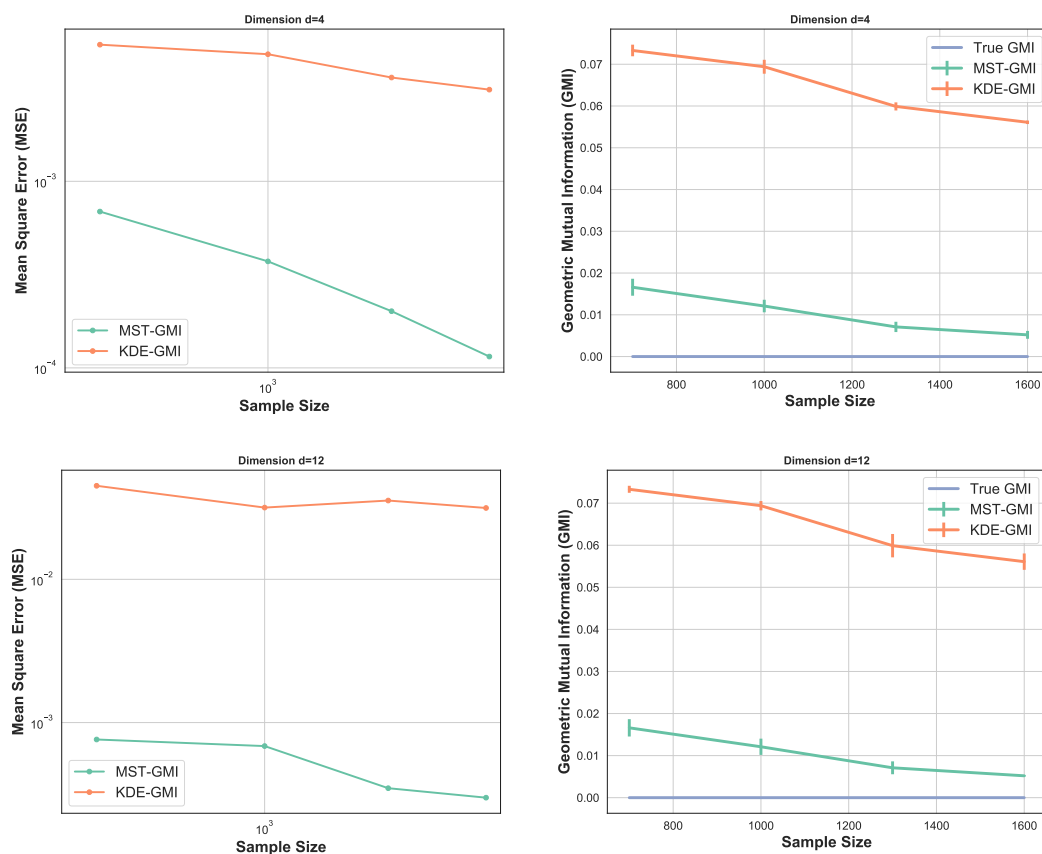 Dimension d=4
Mean Square Error (MSE)
10⁻³
10⁻⁴
MST-GMI
KDE-GMI
10³
Sample Size
Dimension d=4
Geometric Mutual Information (GMI)
0.07
0.06
0.05
0.04
0.03
0.02
0.01
0.00
True GMI
MST-GMI
KDE-GMI
800 1000 1200 1400 1600
Sample Size
Dimension d=12
Mean Square Error (MSE)
10⁻²
10⁻³
MST-GMI
KDE-GMI
10³
Sample Size
Dimension d=12
Geometric Mutual Information (GMI)
0.07
0.06
0.05
0.04
0.03
0.02
0.01
0.00
True GMI
MST-GMI
KDE-GMI
800 1000 1200 1400 1600
Sample Size